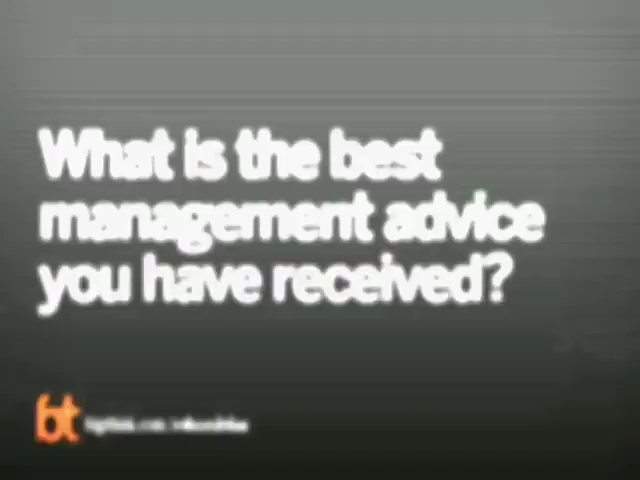 What is the best
management advice
you have received?
bt